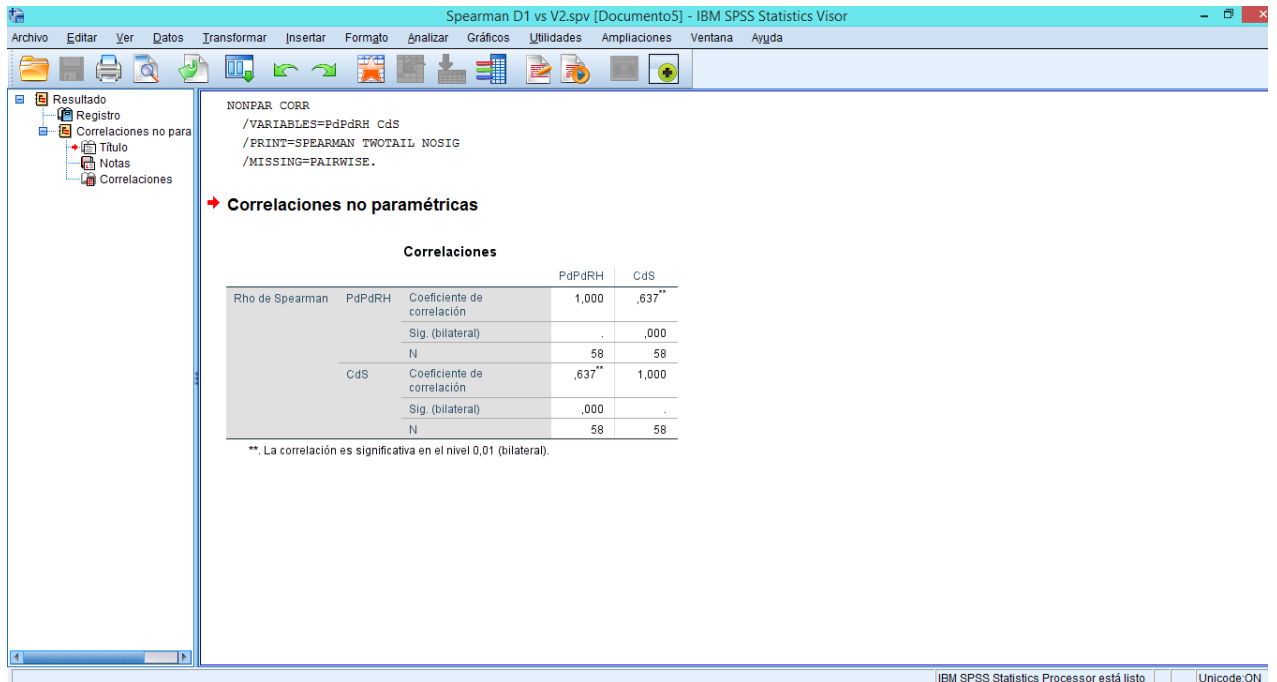 Spearman D1 vs V2.spv [Documento5] - IBM SPSS Statistics Visor
Archivo Editar Ver Datos Transformar Insertar Formato Analizar Gráficos Utilidades Ampliaciones Ventana Ayuda
Resultado
Registro
Correlaciones no para
Título
Notas
Correlaciones
NONPAR CORR
/VARIABLES=PdPdRH CdS
/PRINT=SPEARMAN TWOTAIL NOSIG
/MISSING=PAIRWISE.
Correlaciones no paramétricas
Correlaciones
PdPdRH CdS
Rho de Spearman PdPdRH Coeficiente de correlación 1,000 ,637**
Sig. (bilateral) . ,000
N 58 58
CdS Coeficiente de correlación ,637** 1,000
Sig. (bilateral) ,000 .
N 58 58
**. La correlación es significativa en el nivel 0,01 (bilateral).
IBM SPSS Statistics Processor está listo Unicode:ON